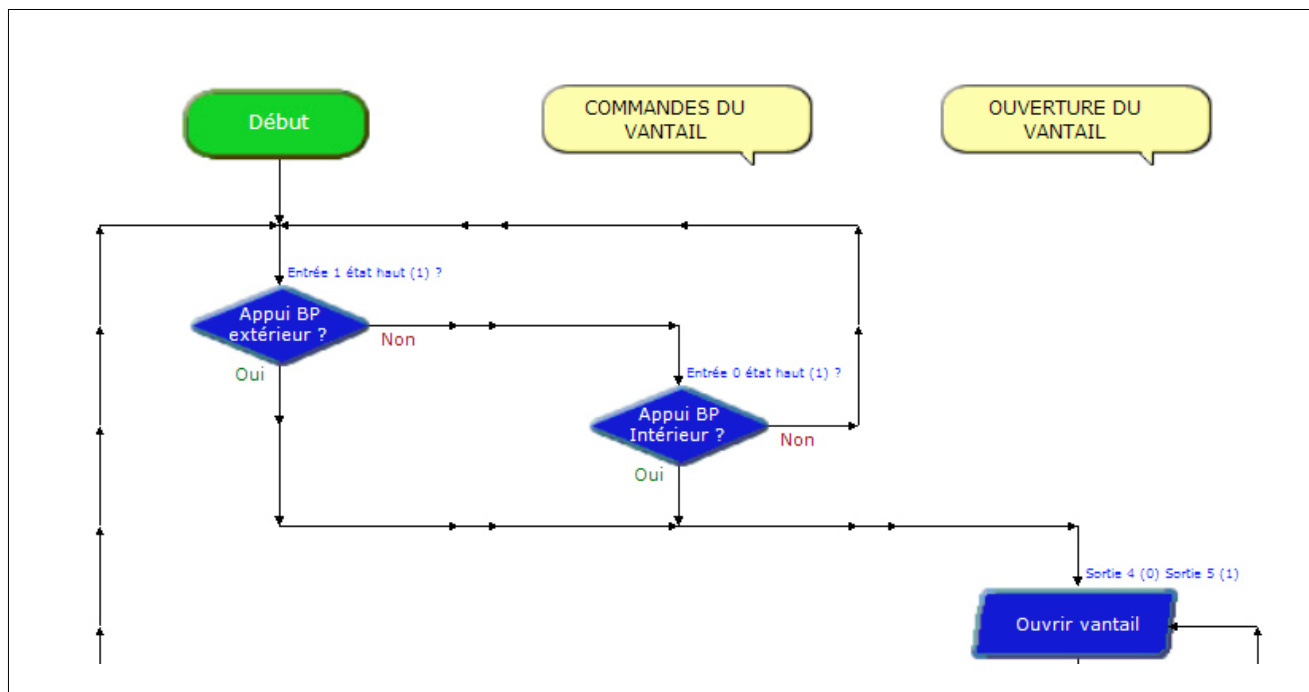 Début
COMMANDES DU
VANTAIL
OUVERTURE DU
VANTAIL
Entrée 1 état haut (1) ?
Appui BP
extérieur ?
Non
Oui
Entrée 0 état haut (1) ?
Appui BP
Intérieur ?
Non
Oui
Sortie 4 (0) Sortie 5 (1)
Ouvrir vantail